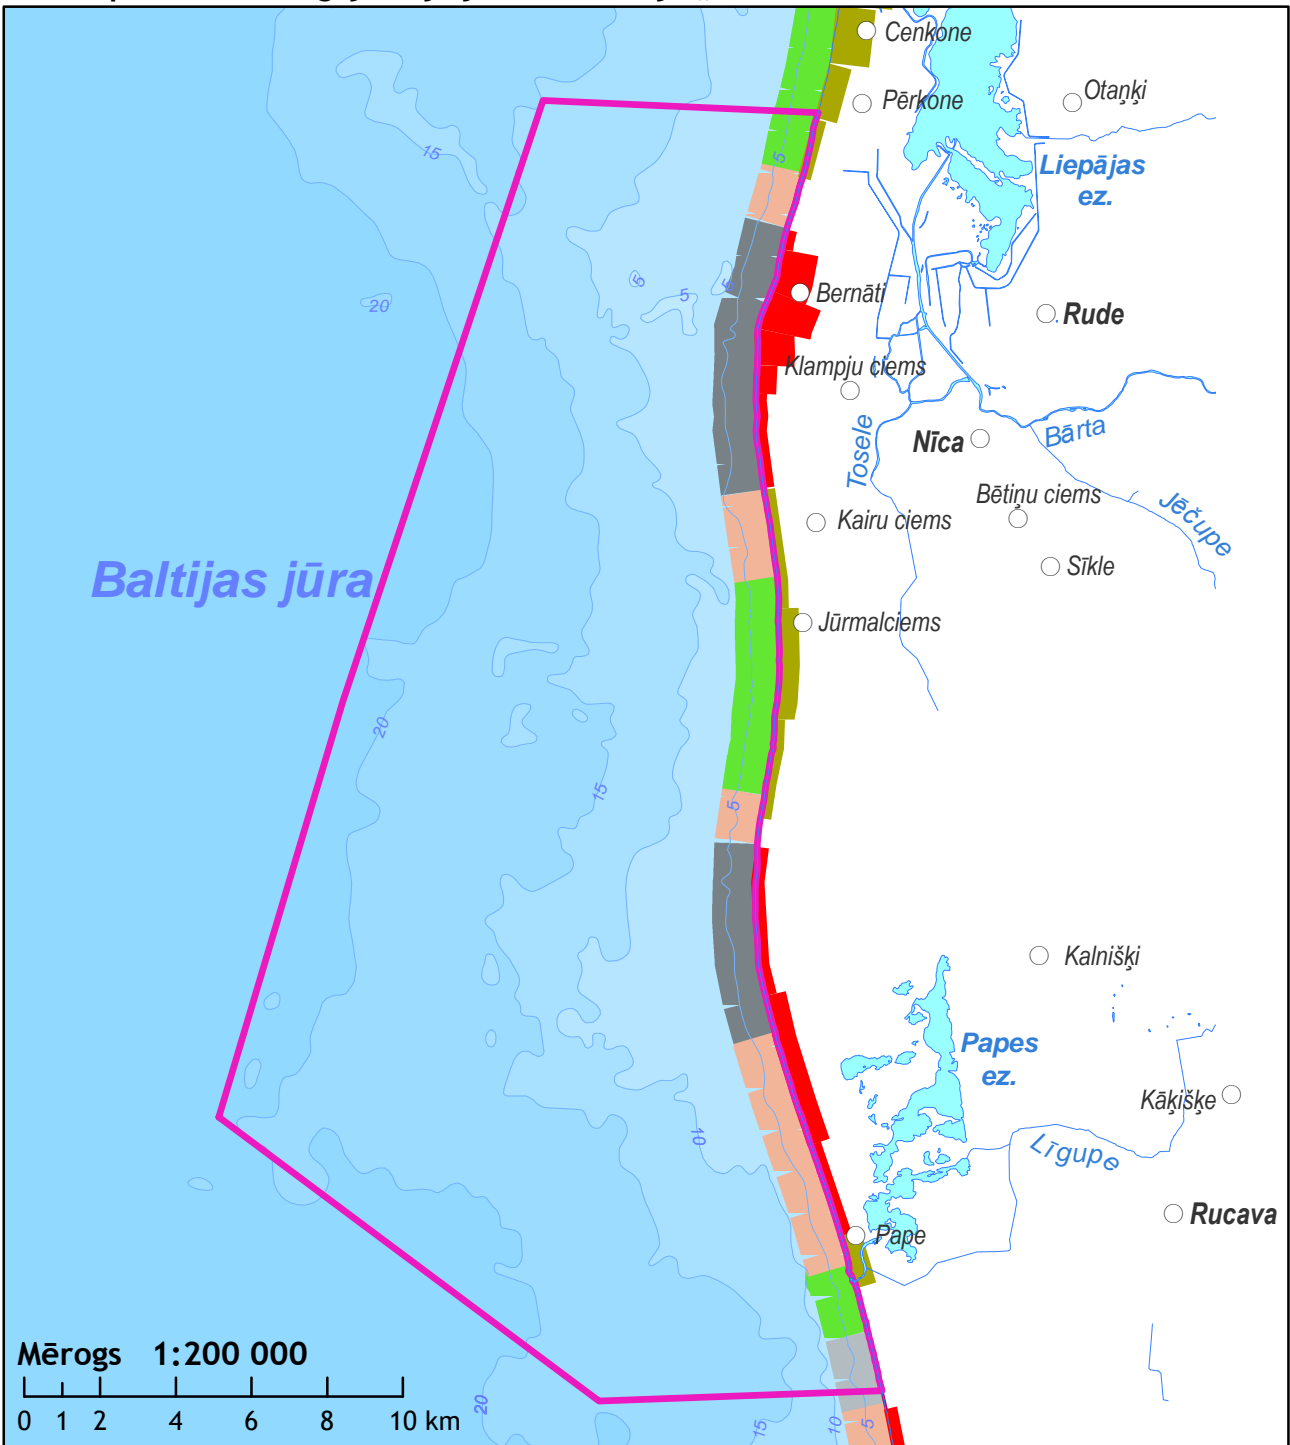 Cenkone
Pērkone
Otaņķi
15
5
Liepājas
ez.
20
5
5
5
Bernāti
Rude
Klampju ciems
Tosele
Nīca
Bārta
Bētiņu ciems
Jēčupe
Kairu ciems
Sīkle
Baltijas jūra
Jūrmalciems
20
15
5
Kalnišķi
Papes
ez.
Kāķišķe
10
Līgupe
Rucava
Pape
Mērogs 1:200 000
0 1 2 4 6 8 10 km
20
15
10
5